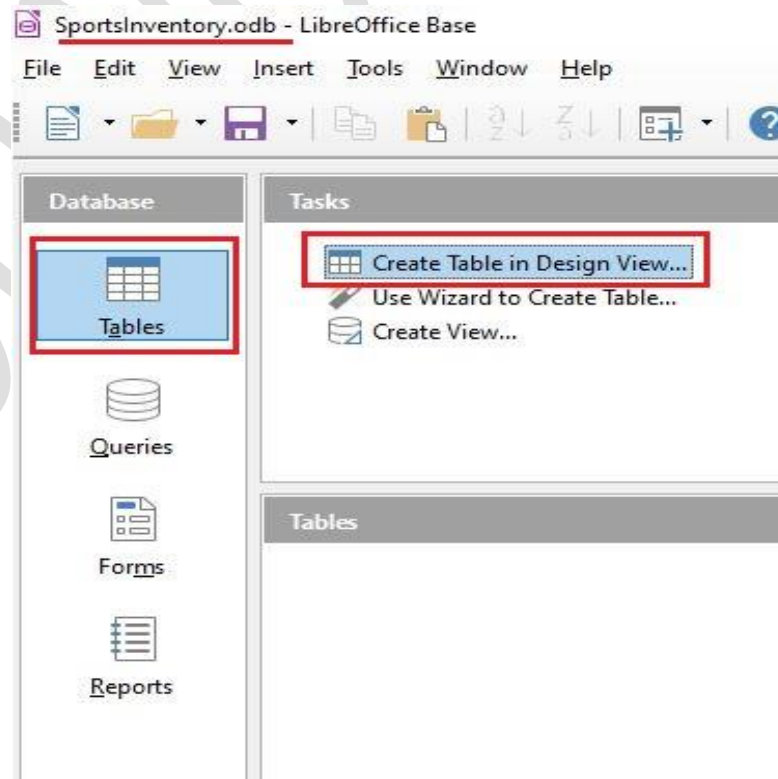 SportsInventory.odb - LibreOffice Base
File Edit View Insert Tools Window Help
Database
Tasks
Tables
Create Table in Design View...
Use Wizard to Create Table...
Create View...
Queries
Forms
Reports
Tables